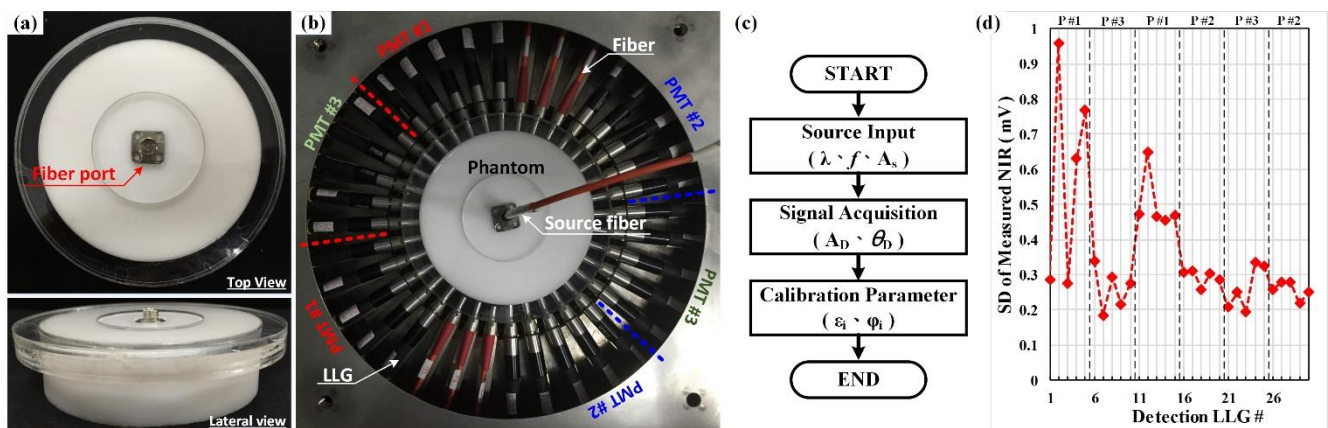 (a)
Fiber port
Top View
Lateral view
(b)
PMT #1
Fiber
PMT #3
PMT #2
Phantom
Source fiber
PMT #1
PMT #3
LLG
PMT #2
(c)
START
Source Input
( λ、f、As )
Signal Acquisition
( AD、θD )
Calibration Parameter
( εi、φi )
END
(d)
P #1 P #3 P #1 P #2 P #3 P #2
SD of Measured NIR ( mV )
1
0.9
0.8
0.7
0.6
0.5
0.4
0.3
0.2
0.1
0
1 6 11 16 21 26
Detection LLG #